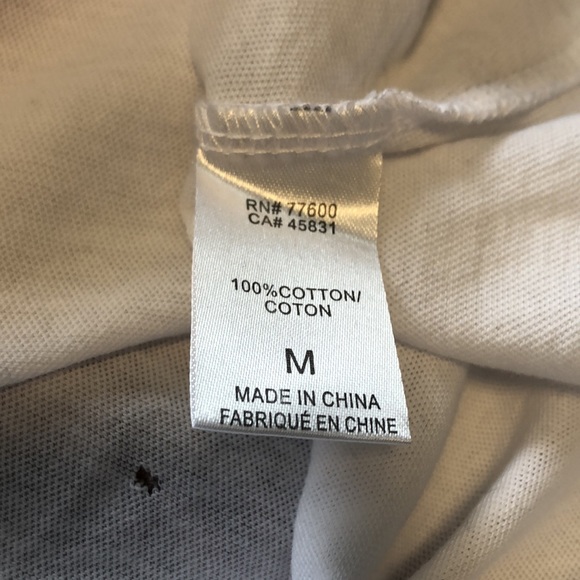 RN# 77600
CA# 45831
100%COTTON/
COTON
M
MADE IN CHINA
FABRIQUÉ EN CHINE